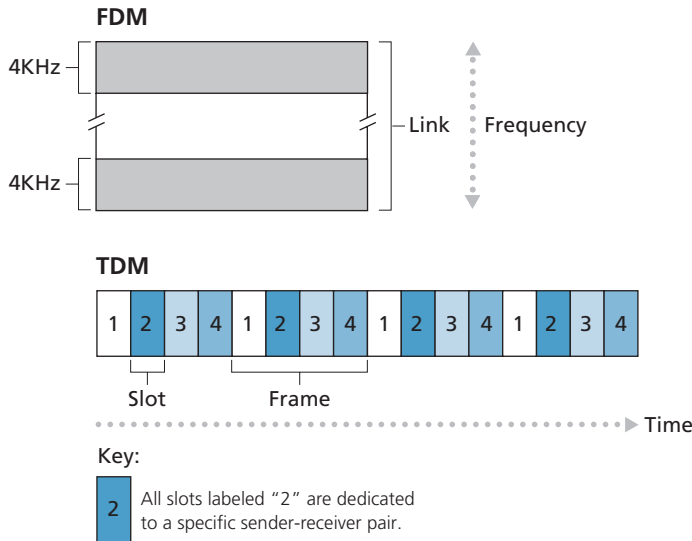 FDM
4KHz
Link
Frequency
4KHz
TDM
1 2 3 4 1 2 3 4 1 2 3 4 1 2 3 4
Slot
Frame
Time
Key:
2
All slots labeled “2” are dedicated
to a specific sender-receiver pair.